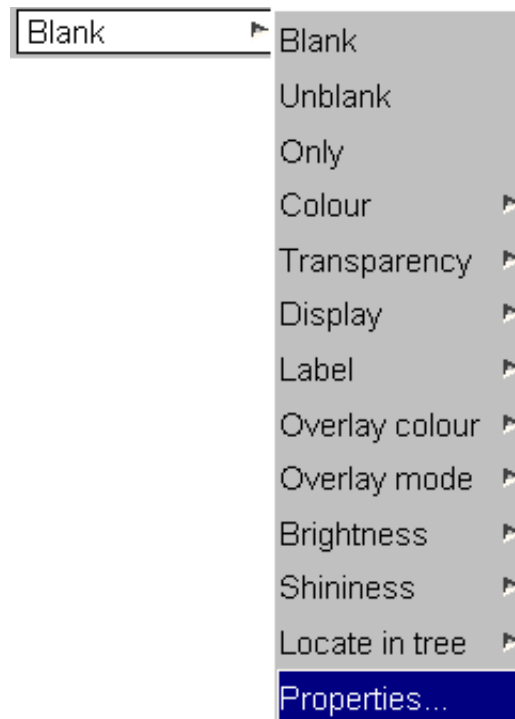 Blank
Blank
Unblank
Only
Colour
Transparency
Display
Label
Overlay colour
Overlay mode
Brightness
Shininess
Locate in tree
Properties...